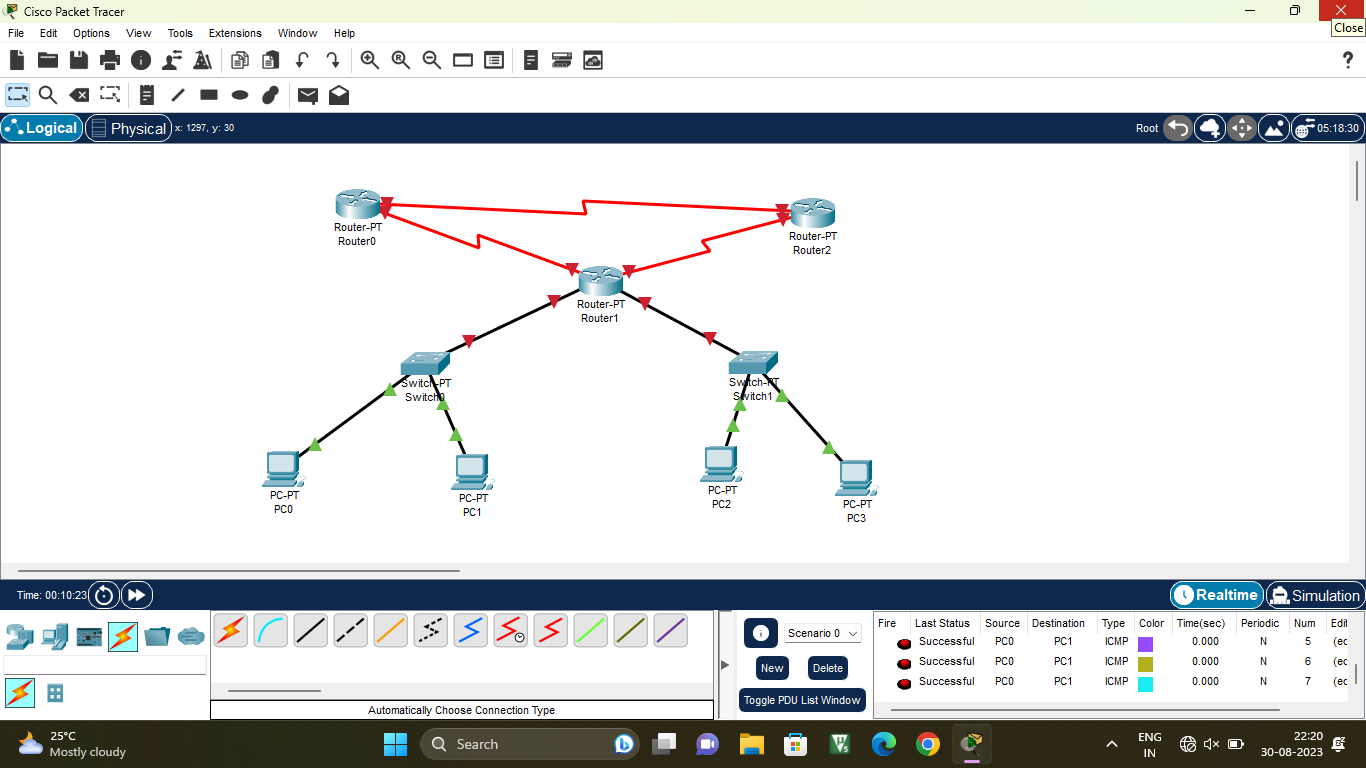 Cisco Packet Tracer
Close
File Edit Options View Tools Extensions Window Help
Logical Physical x: 1297, y: 30 Root 05:18:30
Router-PT
Router0
Router-PT
Router2
Router-PT
Router1
Switch-PT
Switch0
Switch-PT
Switch1
PC-PT
PC0
PC-PT
PC1
PC-PT
PC2
PC-PT
PC3
Time: 00:10:23 Realtime Simulation
Scenario 0
New Delete
Toggle PDU List Window
Fire Last Status Source Destination Type Color Time(sec) Periodic Num Edit
Successful PC0 PC1 ICMP 0.000 N 5 (ec
Successful PC0 PC1 ICMP 0.000 N 6 (ec
Successful PC0 PC1 ICMP 0.000 N 7 (ec
Automatically Choose Connection Type
25°C
Mostly cloudy
Search
ENG
IN
22:20
30-08-2023